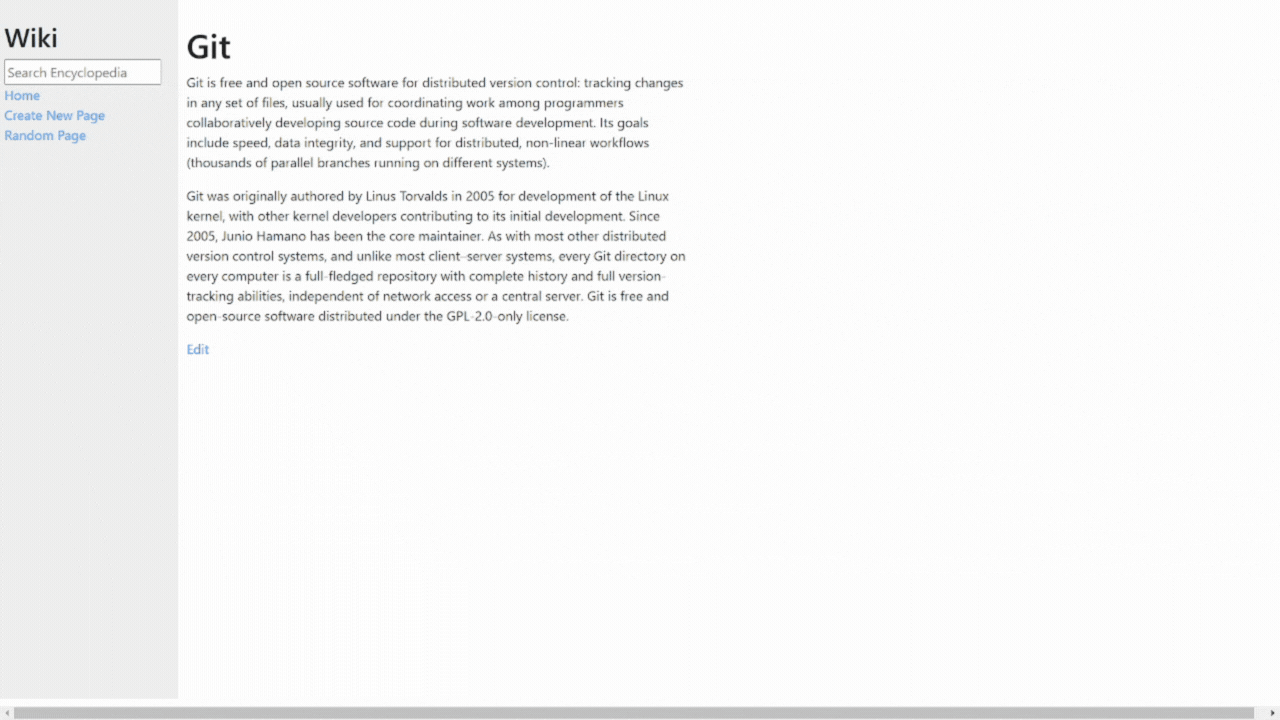 Wiki
Search Encyclopedia
Home
Create New Page
Random Page
Git
Git is free and open source software for distributed version control: tracking changes
in any set of files, usually used for coordinating work among programmers
collaboratively developing source code during software development. Its goals
include speed, data integrity, and support for distributed, non-linear workflows
(thousands of parallel branches running on different systems).
Git was originally authored by Linus Torvalds in 2005 for development of the Linux
kernel, with other kernel developers contributing to its initial development. Since
2005, Junio Hamano has been the core maintainer. As with most other distributed
version control systems, and unlike most client–server systems, every Git directory on
every computer is a full-fledged repository with complete history and full version-
tracking abilities, independent of network access or a central server. Git is free and
open-source software distributed under the GPL-2.0-only license.
Edit